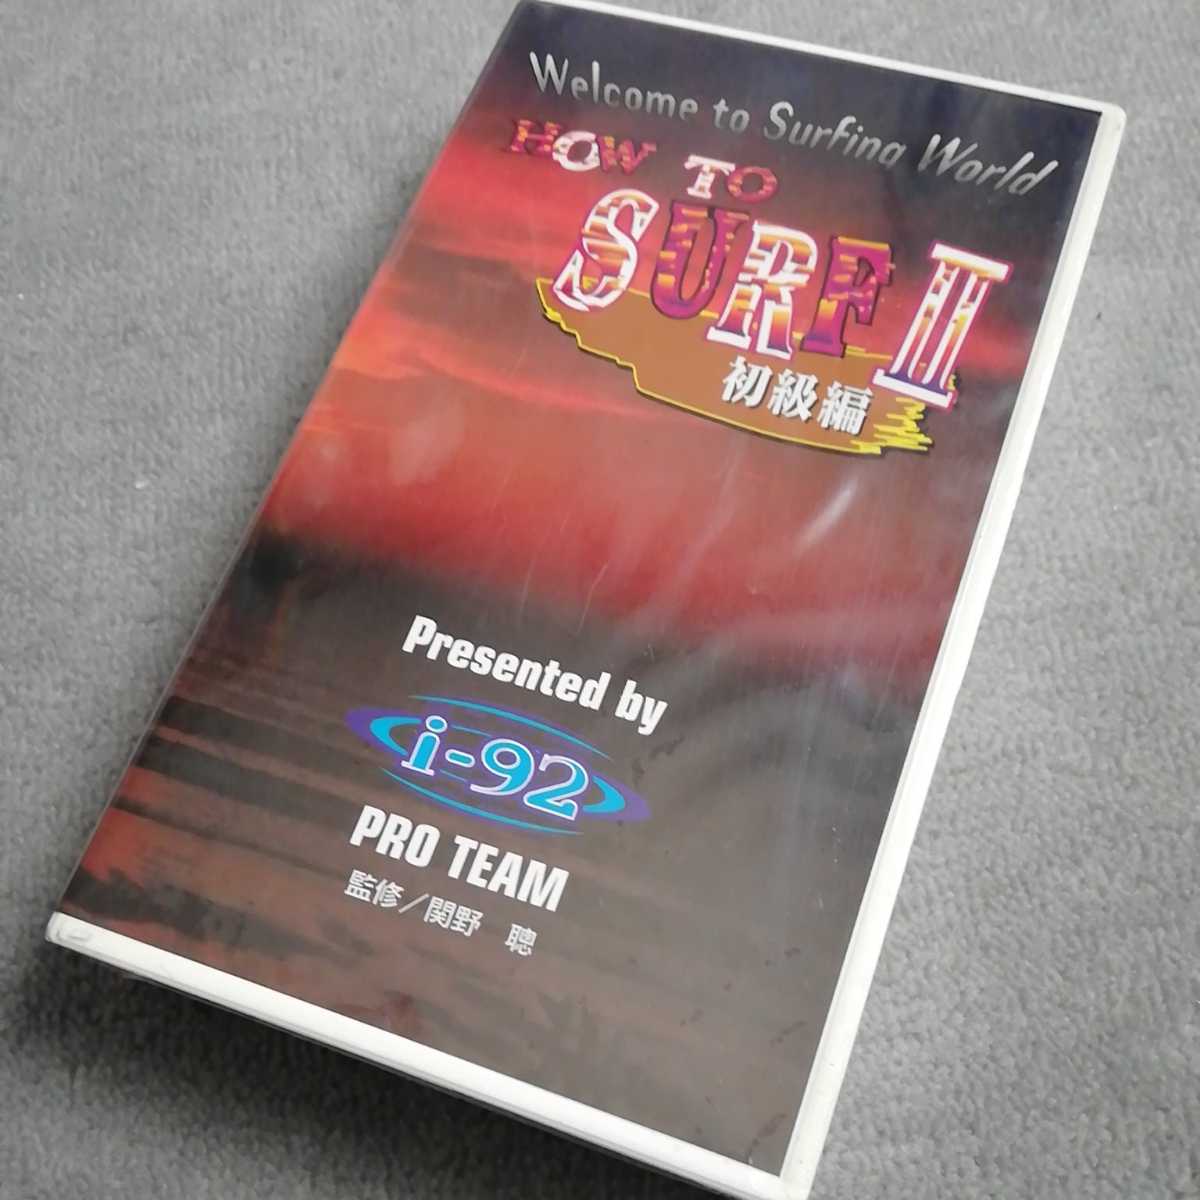 Welcome to Surfing World
HOW TO
SURF II
初級編
Presented by
i-92
PRO TEAM
監修／関野 聰